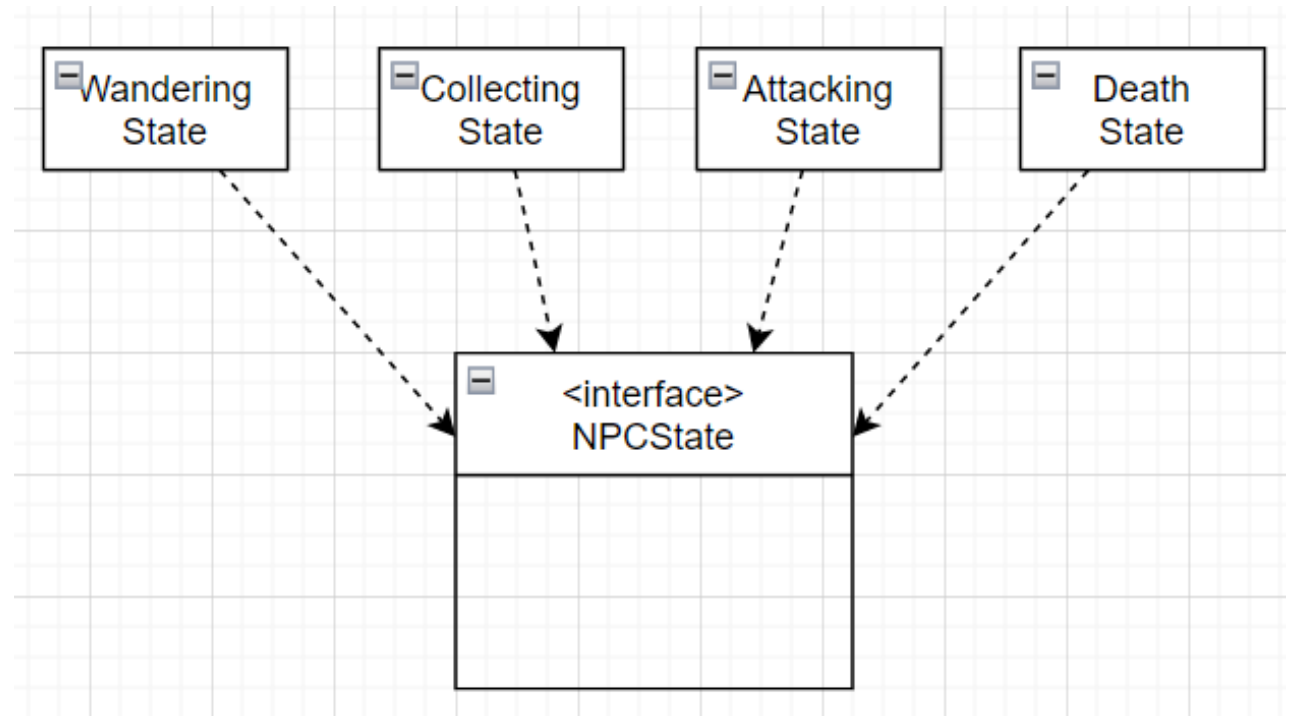 Wandering
State
Collecting
State
Attacking
State
Death
State
<interface>
NPCState